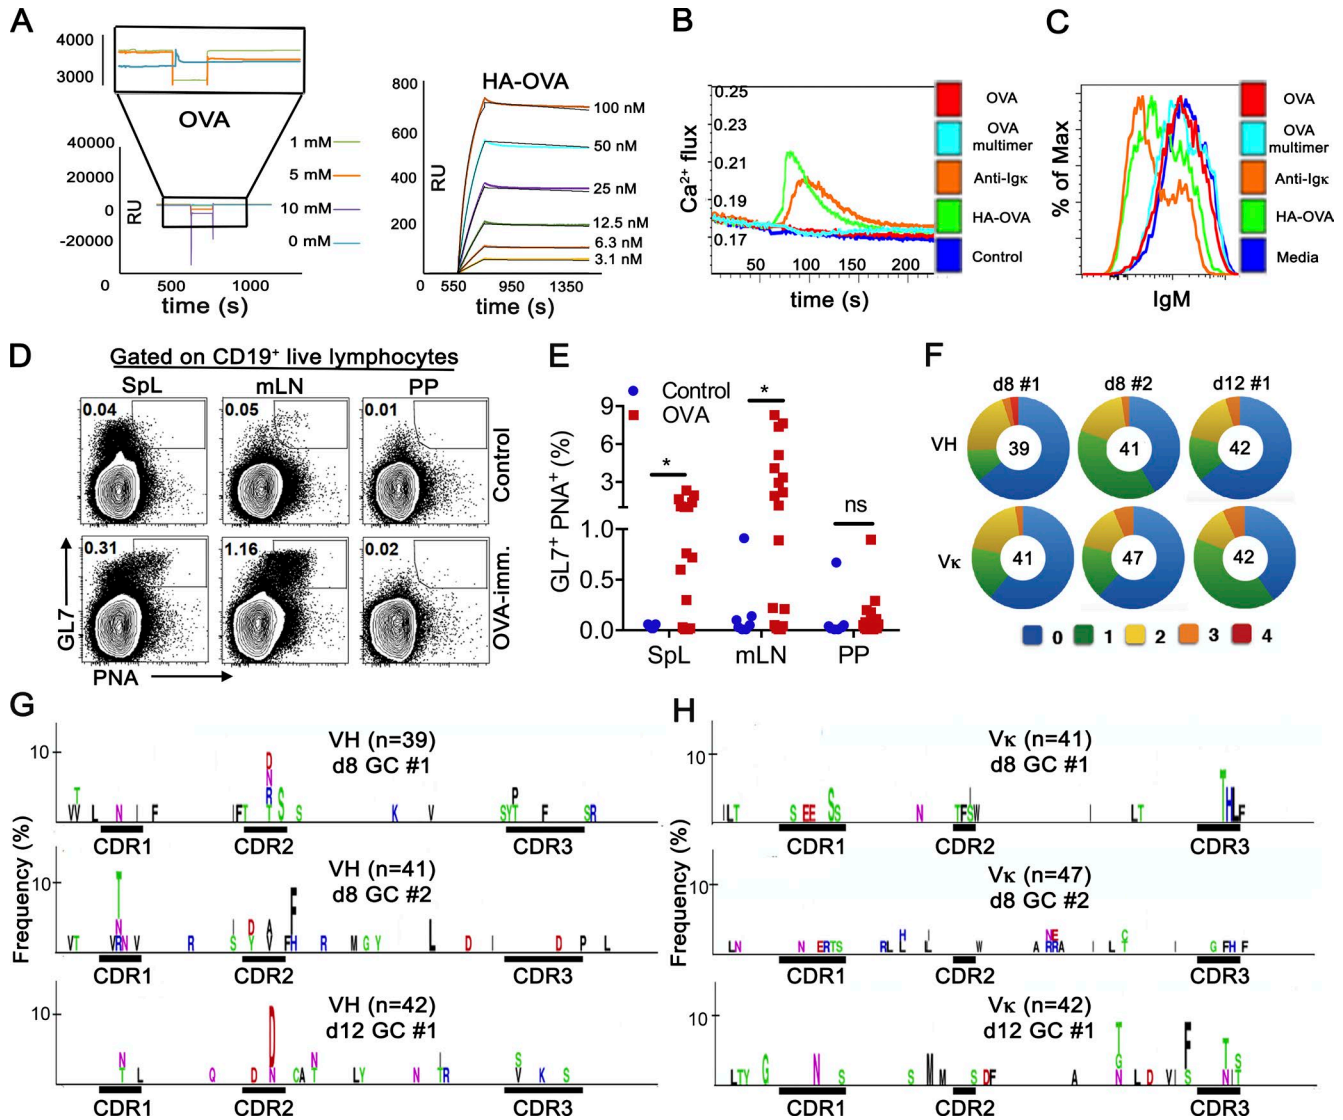 A
4000
3000
OVA
40000
20000
0
-20000
RU
1 mM
5 mM
10 mM
0 mM
0 500 1000
time (s)
HA-OVA
800
600
400
200
0
RU
100 nM
50 nM
25 nM
12.5 nM
6.3 nM
3.1 nM
550 950 1350
time (s)
B
Ca2+ flux
0.25
0.23
0.21
0.19
0.17
50 100 150 200
time (s)
OVA
OVA
multimer
Anti-Igκ
HA-OVA
Control
C
% of Max
IgM
OVA
OVA
multimer
Anti-Igκ
HA-OVA
Media
D
Gated on CD19+ live lymphocytes
SpL mLN PP
0.04 0.05 0.01
Control
0.31 1.16 0.02
OVA-imm.
GL7
PNA
E
Control
OVA
GL7+ PNA+ (%)
9
6
3
1.0
0.5
0.0
* * ns
SpL mLN PP
F
d8 #1 d8 #2 d12 #1
VH 39 41 42
Vκ 41 47 42
0 1 2 3 4
G
Frequency (%)
VH (n=39)
d8 GC #1
10
CDR1 CDR2 CDR3
VH (n=41)
d8 GC #2
10
CDR1 CDR2 CDR3
VH (n=42)
d12 GC #1
10
CDR1 CDR2 CDR3
H
Frequency (%)
Vκ (n=41)
d8 GC #1
10
CDR1 CDR2 CDR3
Vκ (n=47)
d8 GC #2
10
CDR1 CDR2 CDR3
Vκ (n=42)
d12 GC #1
10
CDR1 CDR2 CDR3